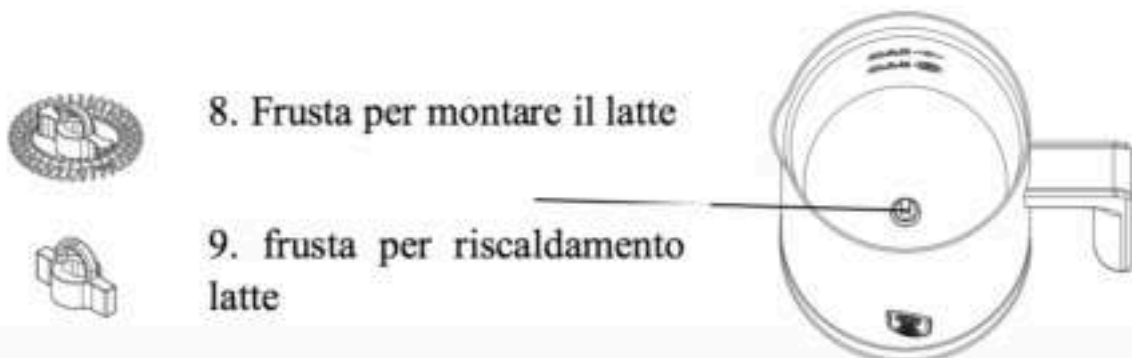 8. Frusta per montare il latte
9. frusta per riscaldamento
latte